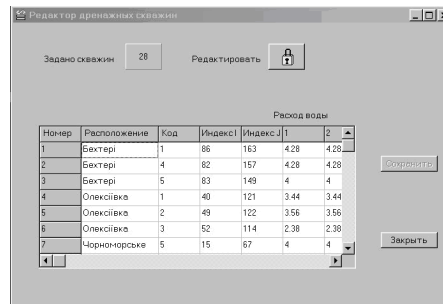 Редактор дренажных скважин
Задано скважин 28 Редактировать
Расход воды
Номер Расположение Код Индекс I Индекс J 1 2
1 Бехтері 1 86 163 4.28 4.28
2 Бехтері 4 82 157 4.28 4.28
3 Бехтері 5 83 149 4 4
4 Олексіївка 1 40 121 3.44 3.44
5 Олексіївка 2 49 122 3.56 3.56
6 Олексіївка 3 52 114 2.38 2.38
7 Чорноморське 5 15 67 4 4
Сохранить
Закрыть